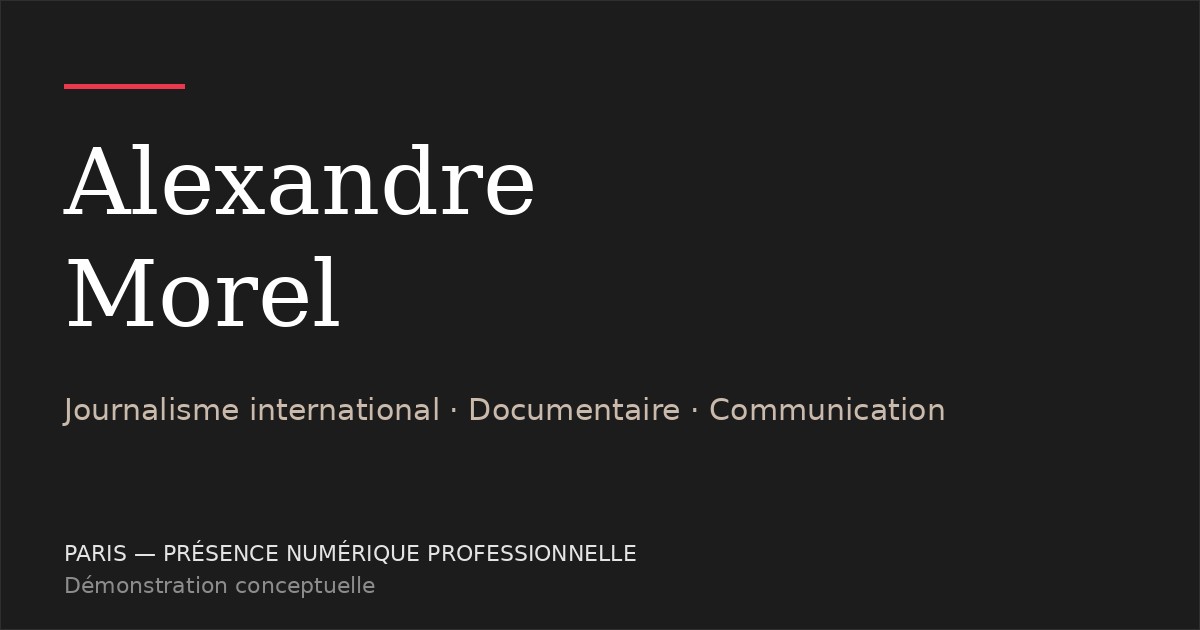 Alexandre
Morel
Journalisme international · Documentaire · Communication
PARIS — PRÉSENCE NUMÉRIQUE PROFESSIONNELLE
Démonstration conceptuelle